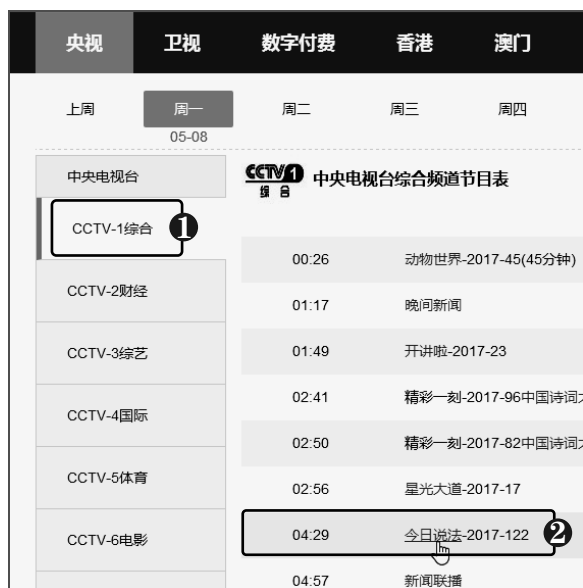 央视 卫视 数字付费 香港 澳门
上周 周一 周二 周三 周四
05-08
中央电视台
CCTV-1综合 1
CCTV-2财经
CCTV-3综艺
CCTV-4国际
CCTV-5体育
CCTV-6电影
CCTV1 综合 中央电视台综合频道节目表
00:26 动物世界-2017-45(45分钟)
01:17 晚间新闻
01:49 开讲啦-2017-23
02:41 精彩一刻-2017-96中国诗词
02:50 精彩一刻-2017-82中国诗词
02:56 星光大道-2017-17
04:29 今日说法-2017-122 2
04:57 新闻联播